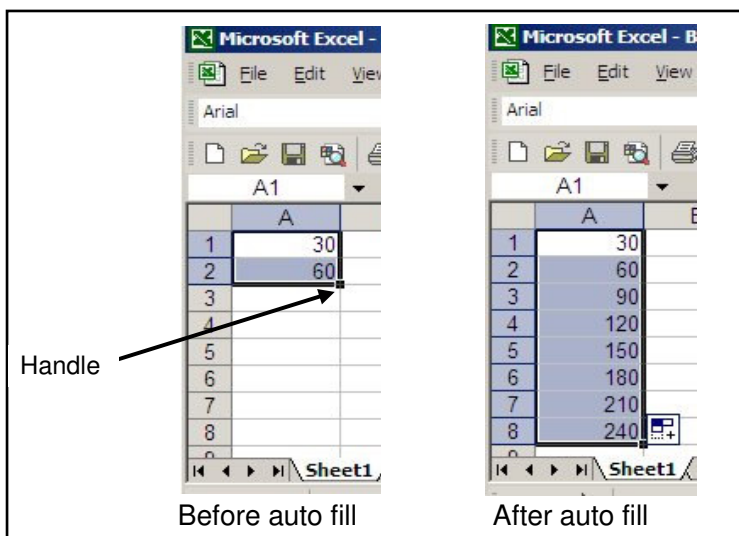 Microsoft Excel -
File Edit View
Arial
A1
A
1 30
2 60
3
4
5
6
7
8
Sheet1
Handle
Before auto fill
Microsoft Excel - B
File Edit View
Arial
A1
A
1 30
2 60
3 90
4 120
5 150
6 180
7 210
8 240
Sheet1
After auto fill